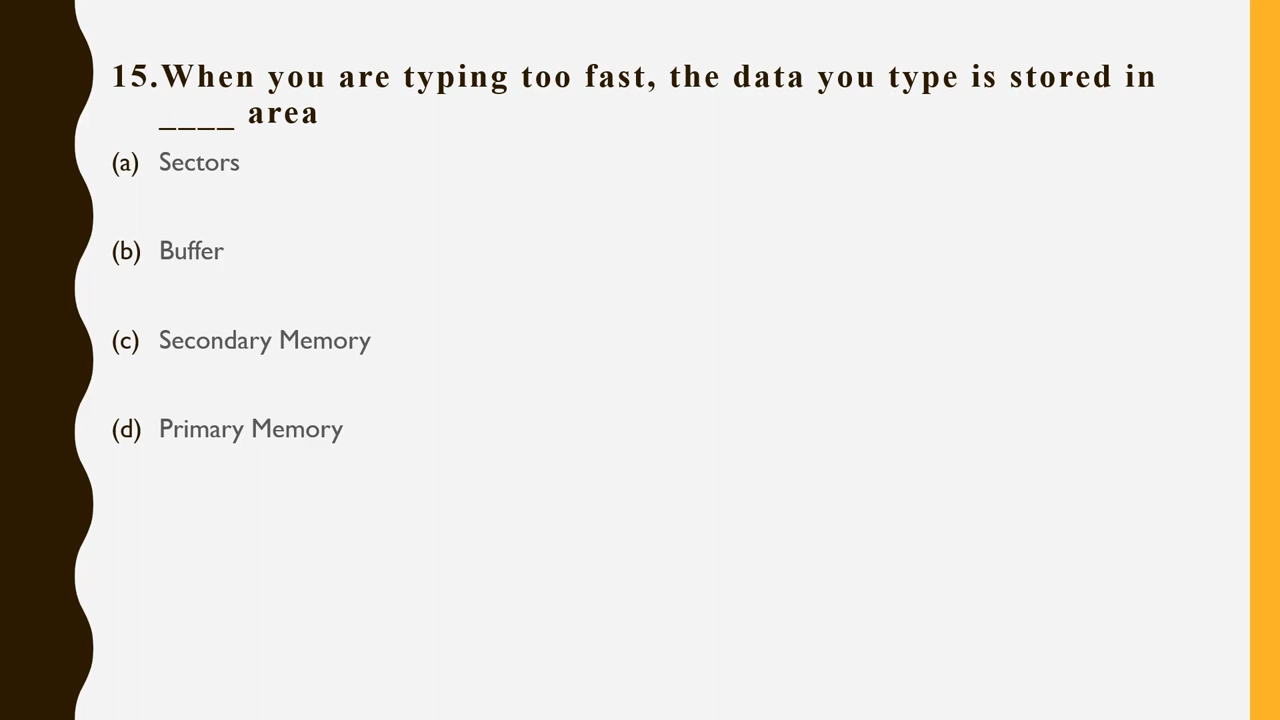 15.When you are typing too fast, the data you type is stored in
____ area
(a) Sectors
(b) Buffer
(c) Secondary Memory
(d) Primary Memory